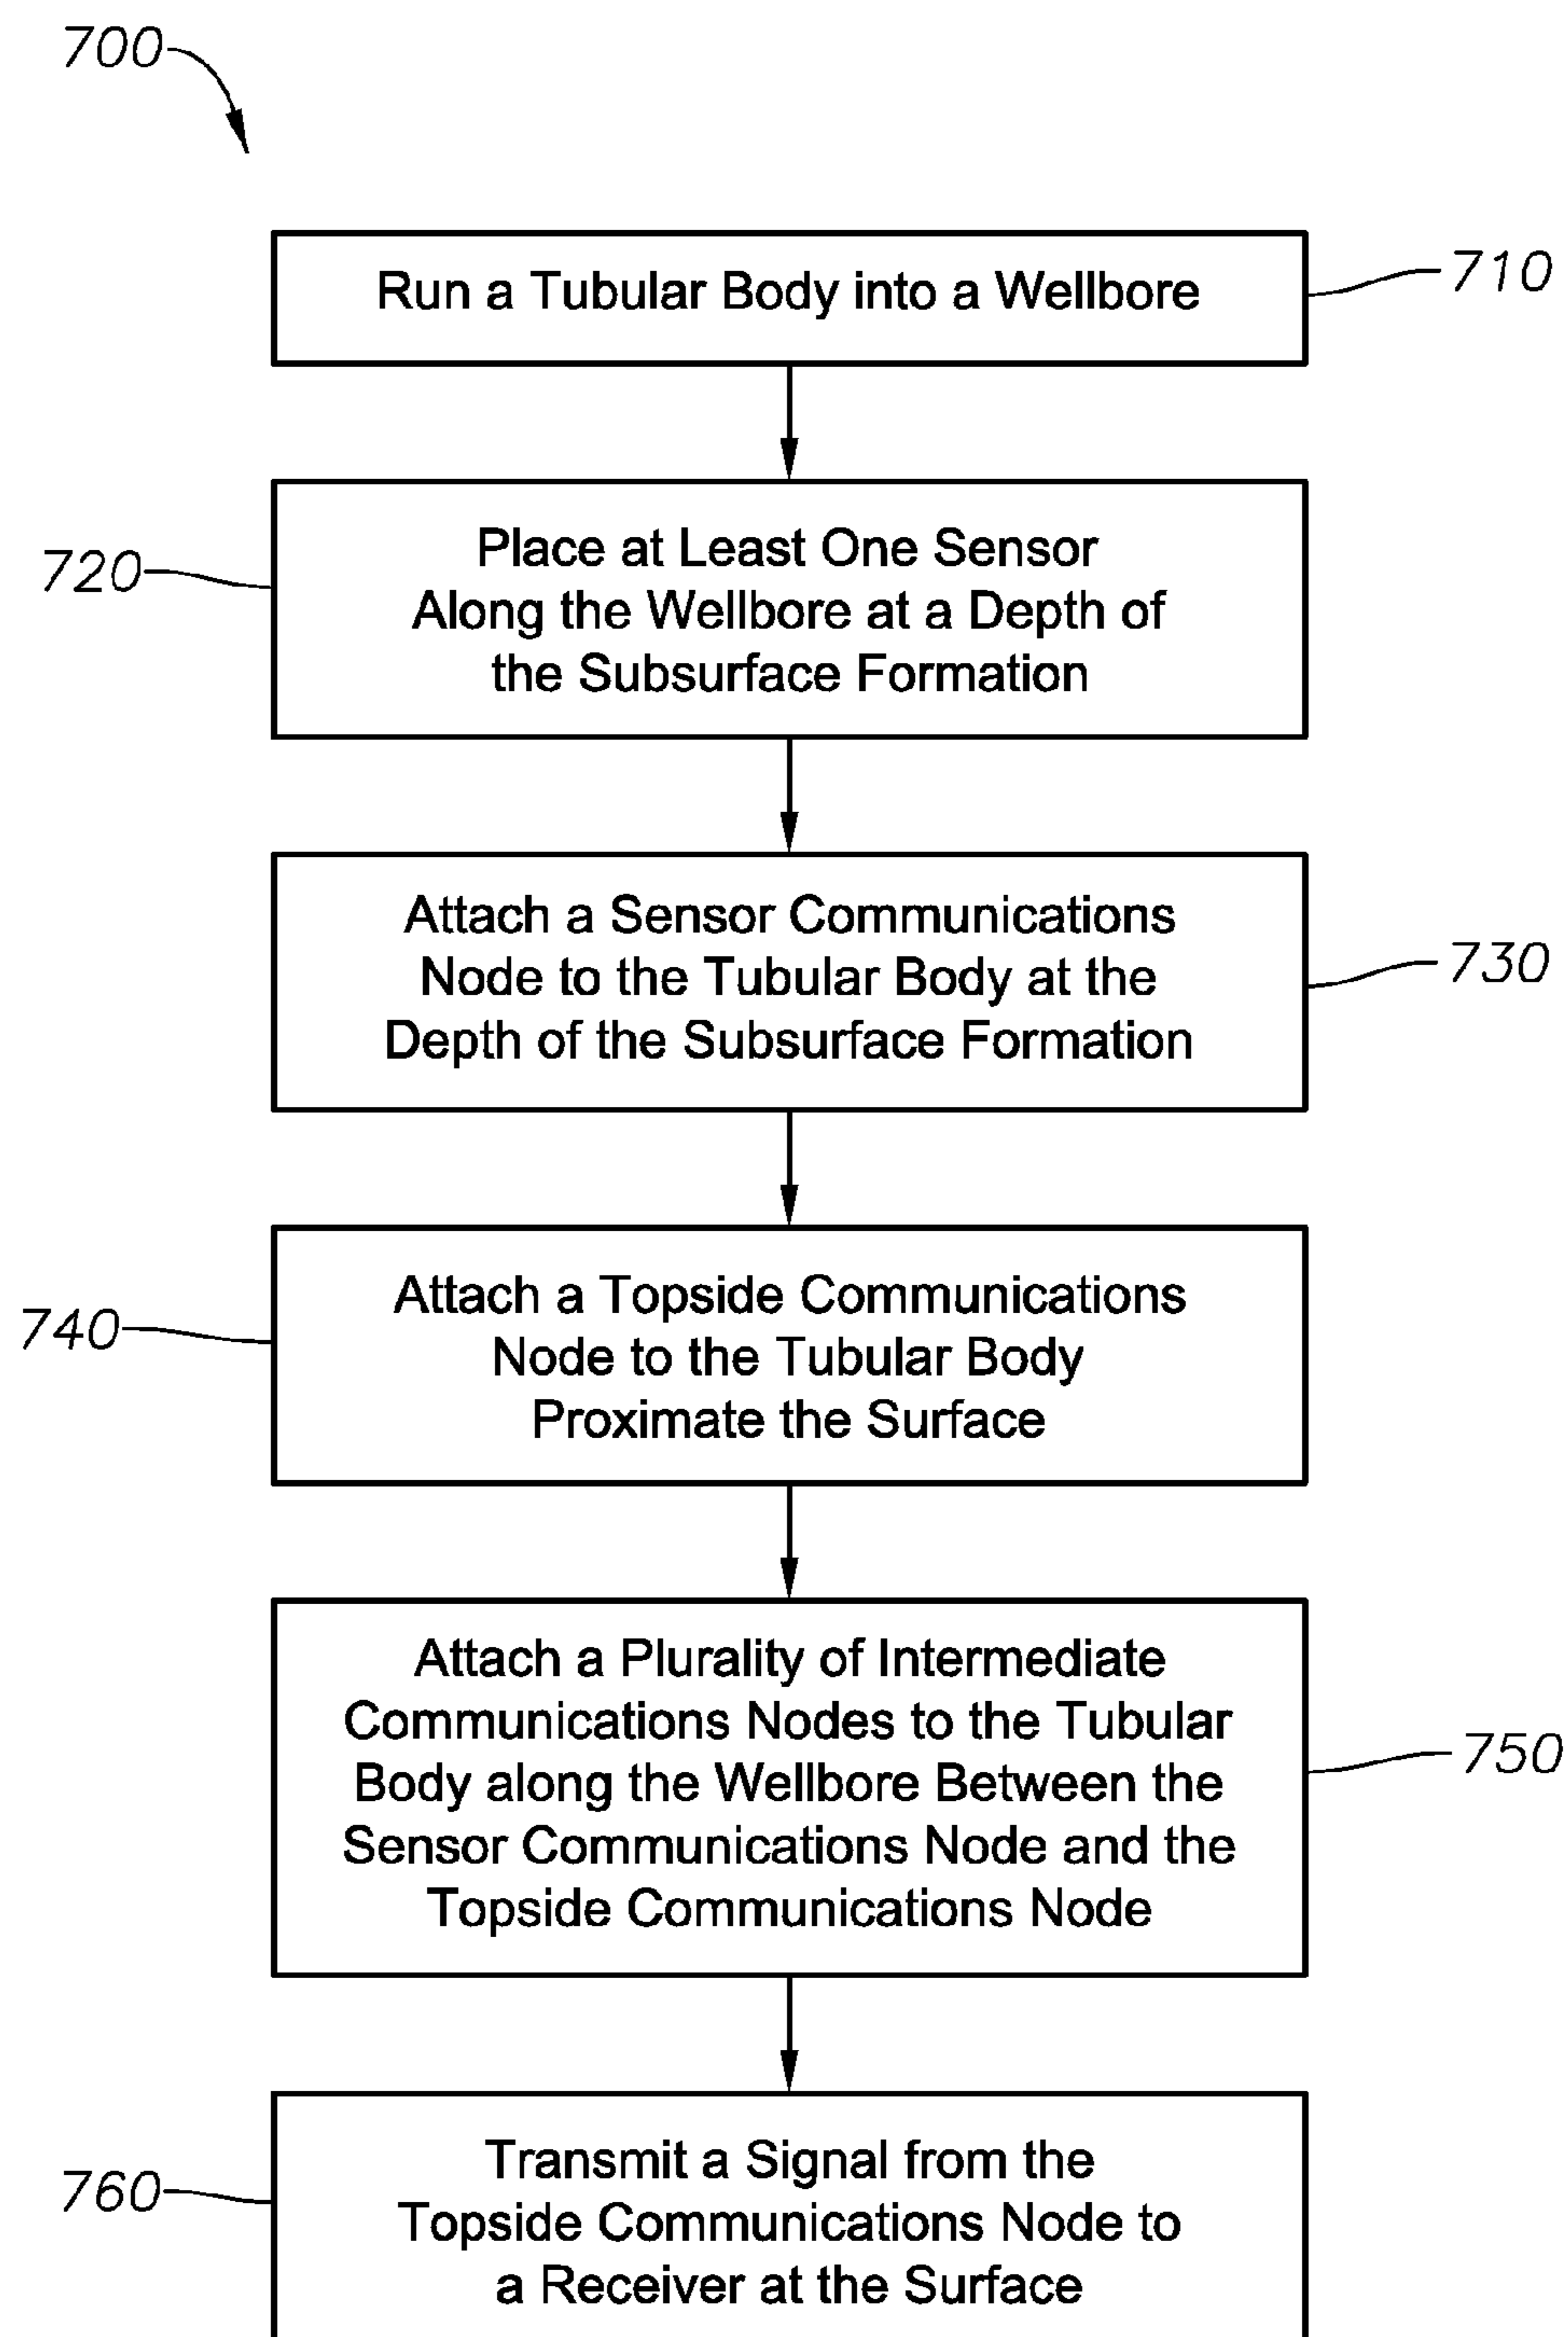 700
Run a Tubular Body into a Wellbore
710
Place at Least One Sensor
Along the Wellbore at a Depth of
the Subsurface Formation
720
Attach a Sensor Communications
Node to the Tubular Body at the
Depth of the Subsurface Formation
730
Attach a Topside Communications
Node to the Tubular Body
Proximate the Surface
740
Attach a Plurality of Intermediate
Communications Nodes to the Tubular
Body along the Wellbore Between the
Sensor Communications Node and the
Topside Communications Node
750
Transmit a Signal from the
Topside Communications Node to
a Receiver at the Surface
760